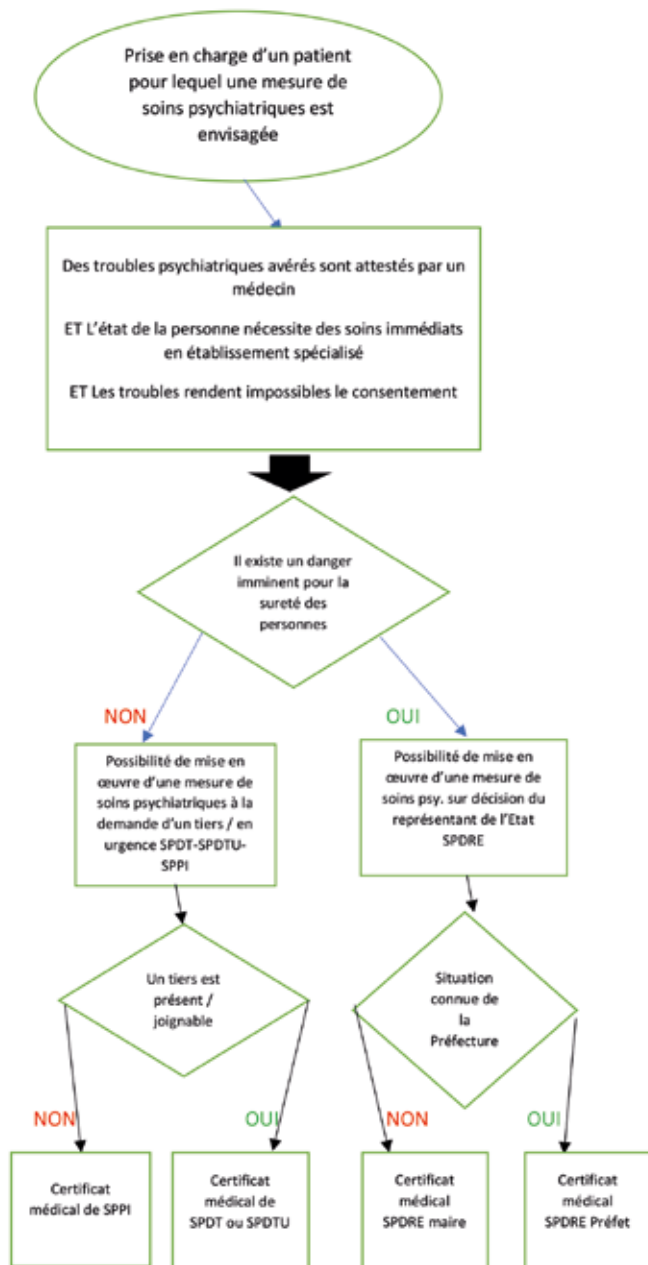 Prise en charge d'un patient
pour lequel une mesure de
soins psychiatriques est
envisagée
Des troubles psychiatriques avérés sont attestés par un
médecin
ET L'état de la personne nécessite des soins immédiats
en établissement spécialisé
ET Les troubles rendent impossibles le consentement
Il existe un danger
imminent pour la
sureté des
personnes
NON
OUI
Possibilité de mise en
œuvre d'une mesure de
soins psychiatriques à la
demande d'un tiers / en
urgence SPDT-SPDTU-
SPPI
Possibilité de mise en
œuvre d'une mesure de
soins psy. sur décision du
représentant de l'Etat
SPDRE
Un tiers est
présent /
joignable
Situation
connue de
la
Préfecture
NON
OUI
NON
OUI
Certificat
médical de SPPI
Certificat
médical de
SPDT ou SPDTU
Certificat
médical
SPDRE maire
Certificat
médical
SPDRE Préfet